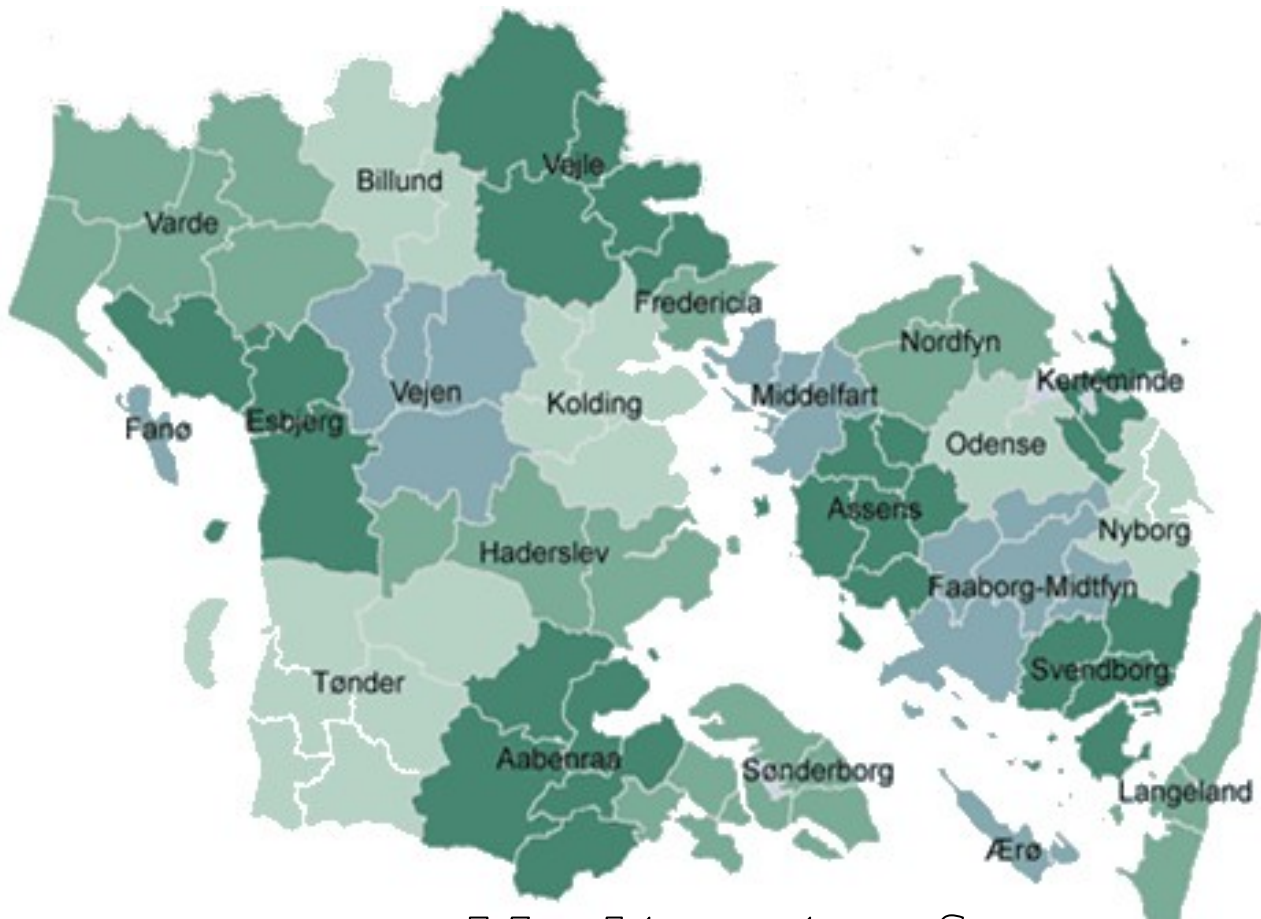 Vejle
Billund
Varde
Fredericia
Nordfyn
Kerteminde
Vejen
Middelfart
Kolding
Esbjerg
Fanø
Odense
Assens
Nyborg
Haderslev
Faaborg-Midtfyn
Svendborg
Tønder
Aabenraa
Sønderborg
Langeland
Ærø